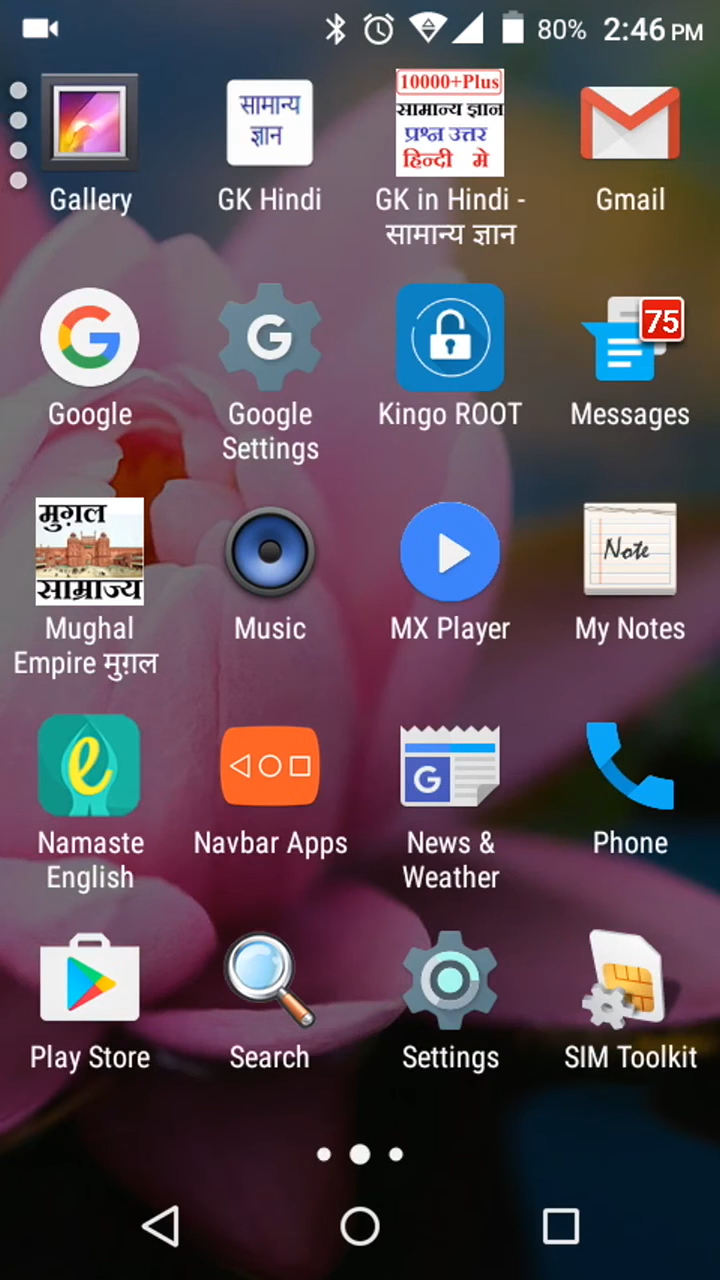 80% 2:46 PM
सामान्य
ज्ञान
10000+Plus
सामान्य ज्ञान
प्रश्न उत्तर
हिन्दी में
Gallery
GK Hindi
GK in Hindi -
सामान्य ज्ञान
Gmail
G
G
75
Google
Google
Settings
Kingo ROOT
Messages
मुग़ल
साम्राज्य
Note
Mughal
Empire मुग़ल
Music
MX Player
My Notes
e
G
Namaste
English
Navbar Apps
News &
Weather
Phone
Play Store
Search
Settings
SIM Toolkit